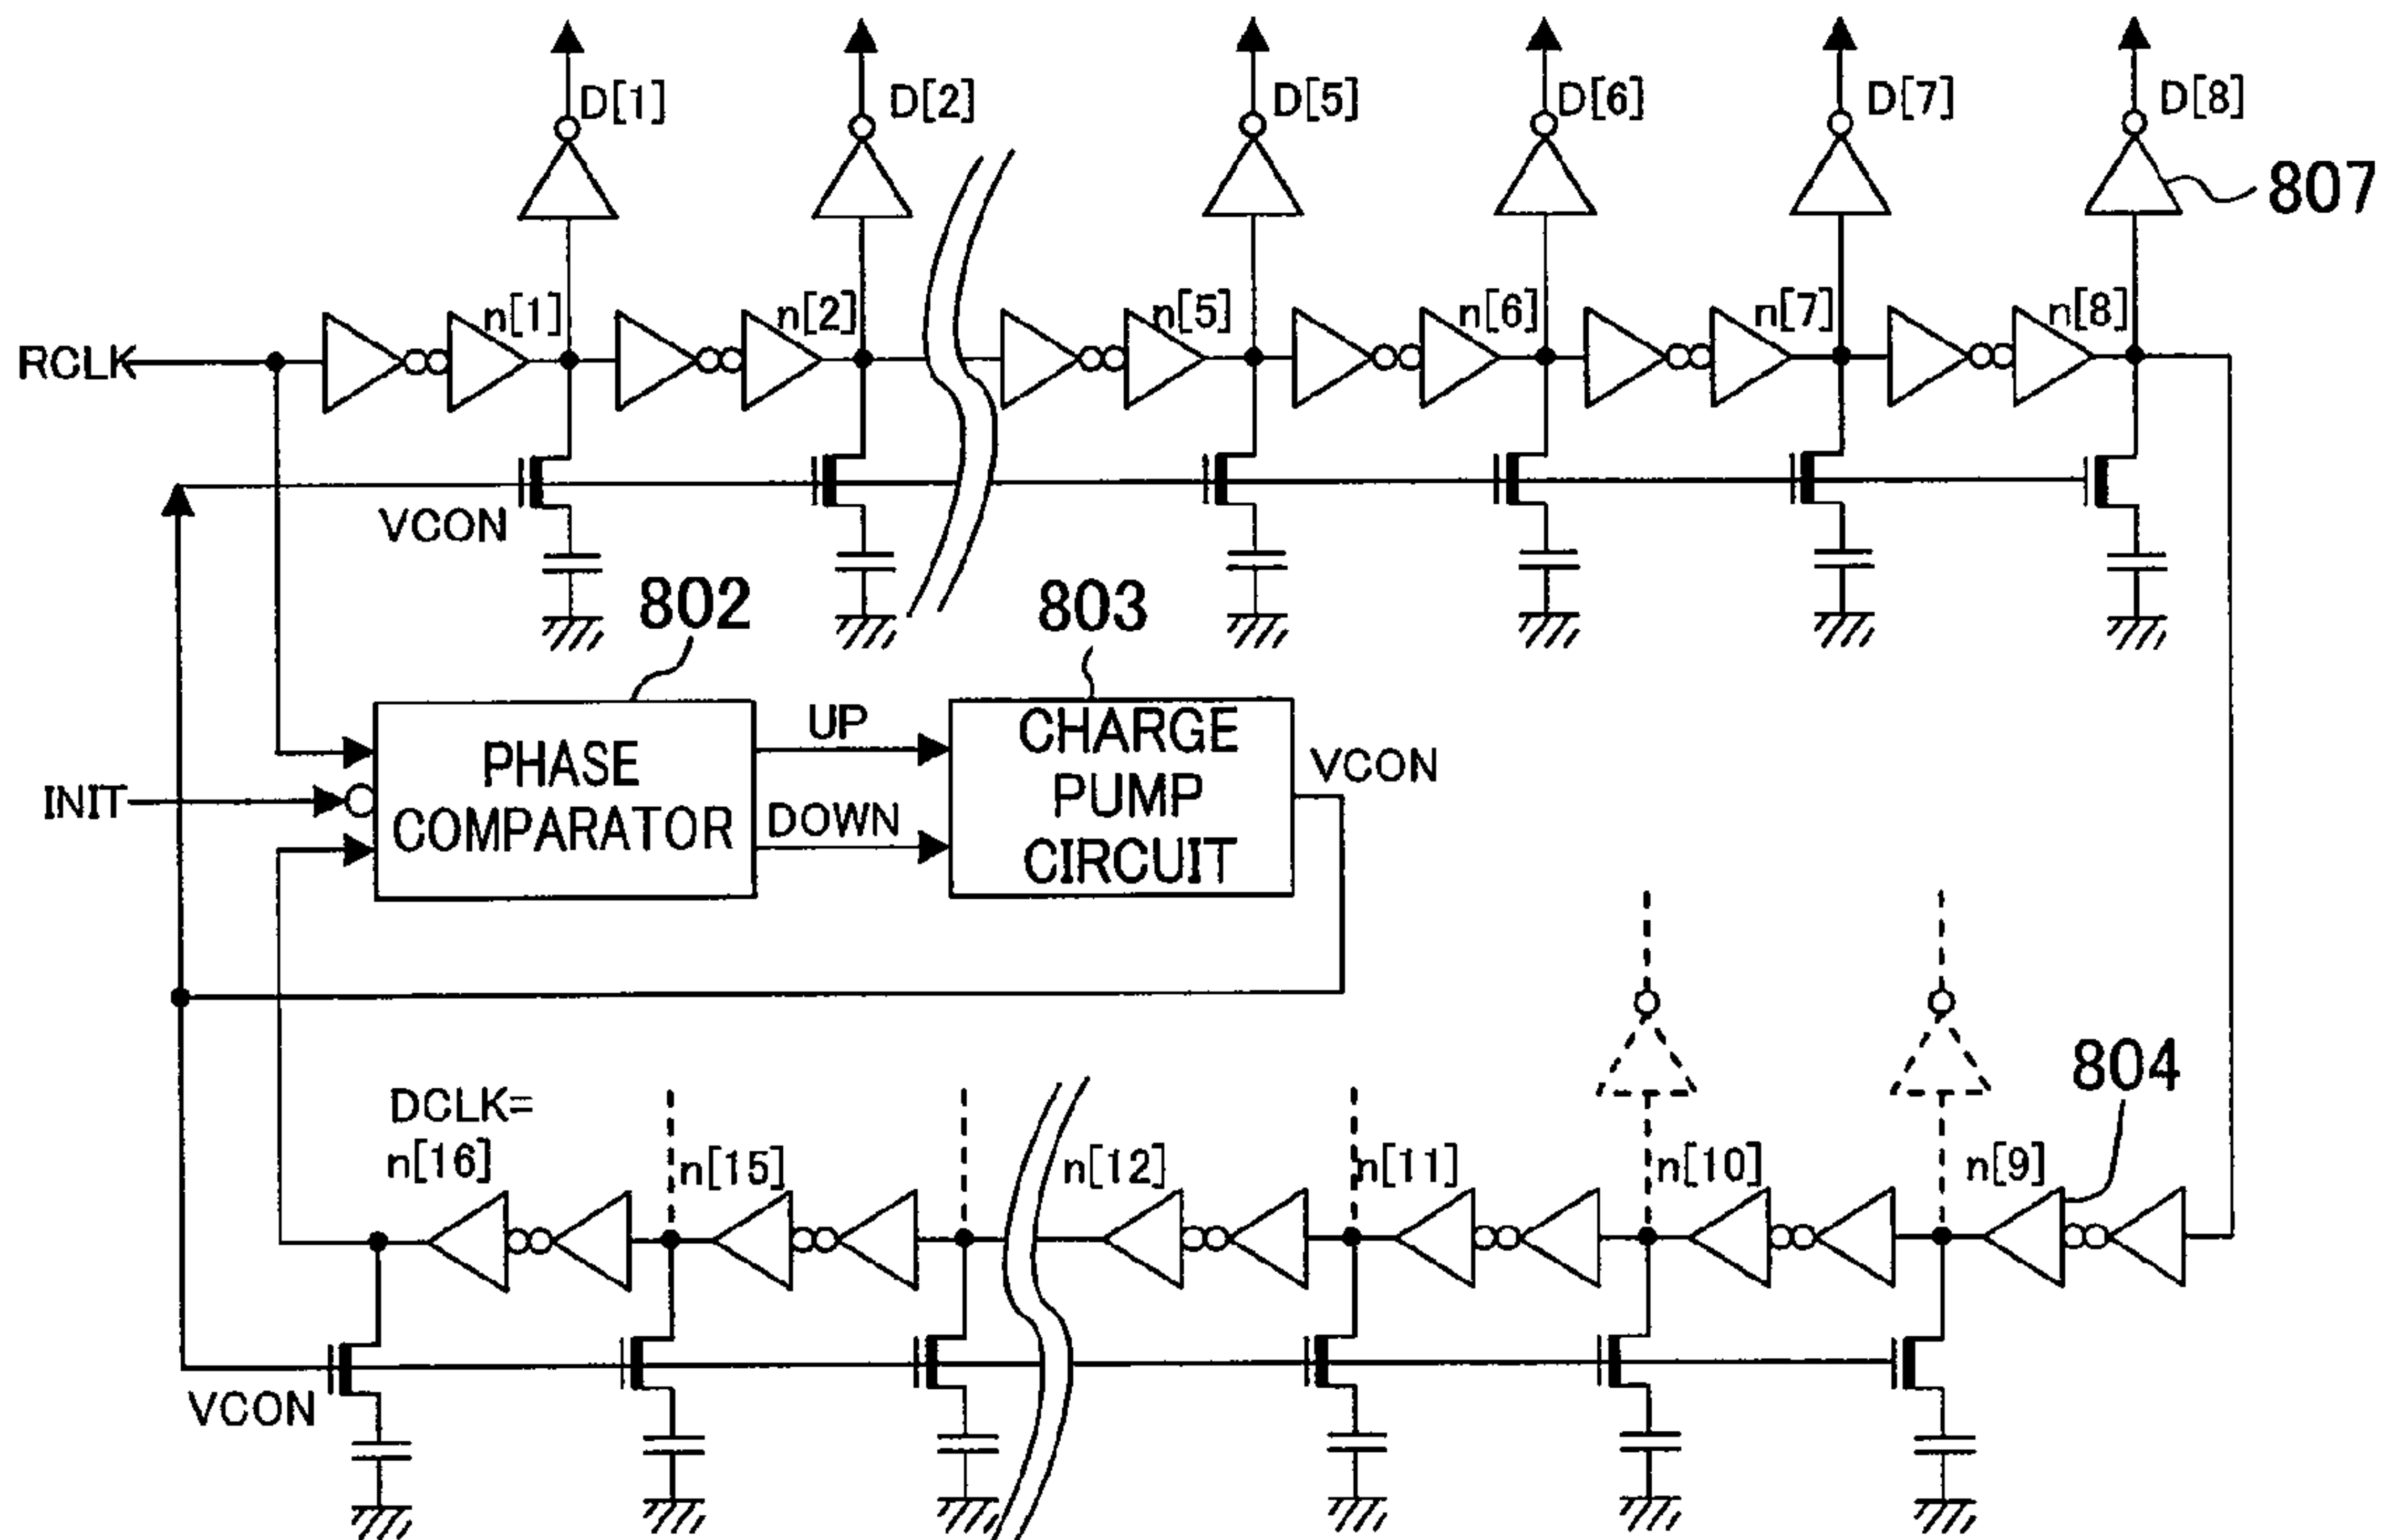 D[1]
D[2]
D[5]
D[6]
D[7]
D[8]
807
n[1]
n[2]
n[5]
n[6]
n[7]
n[8]
RCLK
VCON
802
803
PHASE
COMPARATOR
UP
DOWN
CHARGE
PUMP
CIRCUIT
VCON
INIT
804
DCLK=
n[16]
n[15]
n[12]
n[11]
n[10]
n[9]
VCON